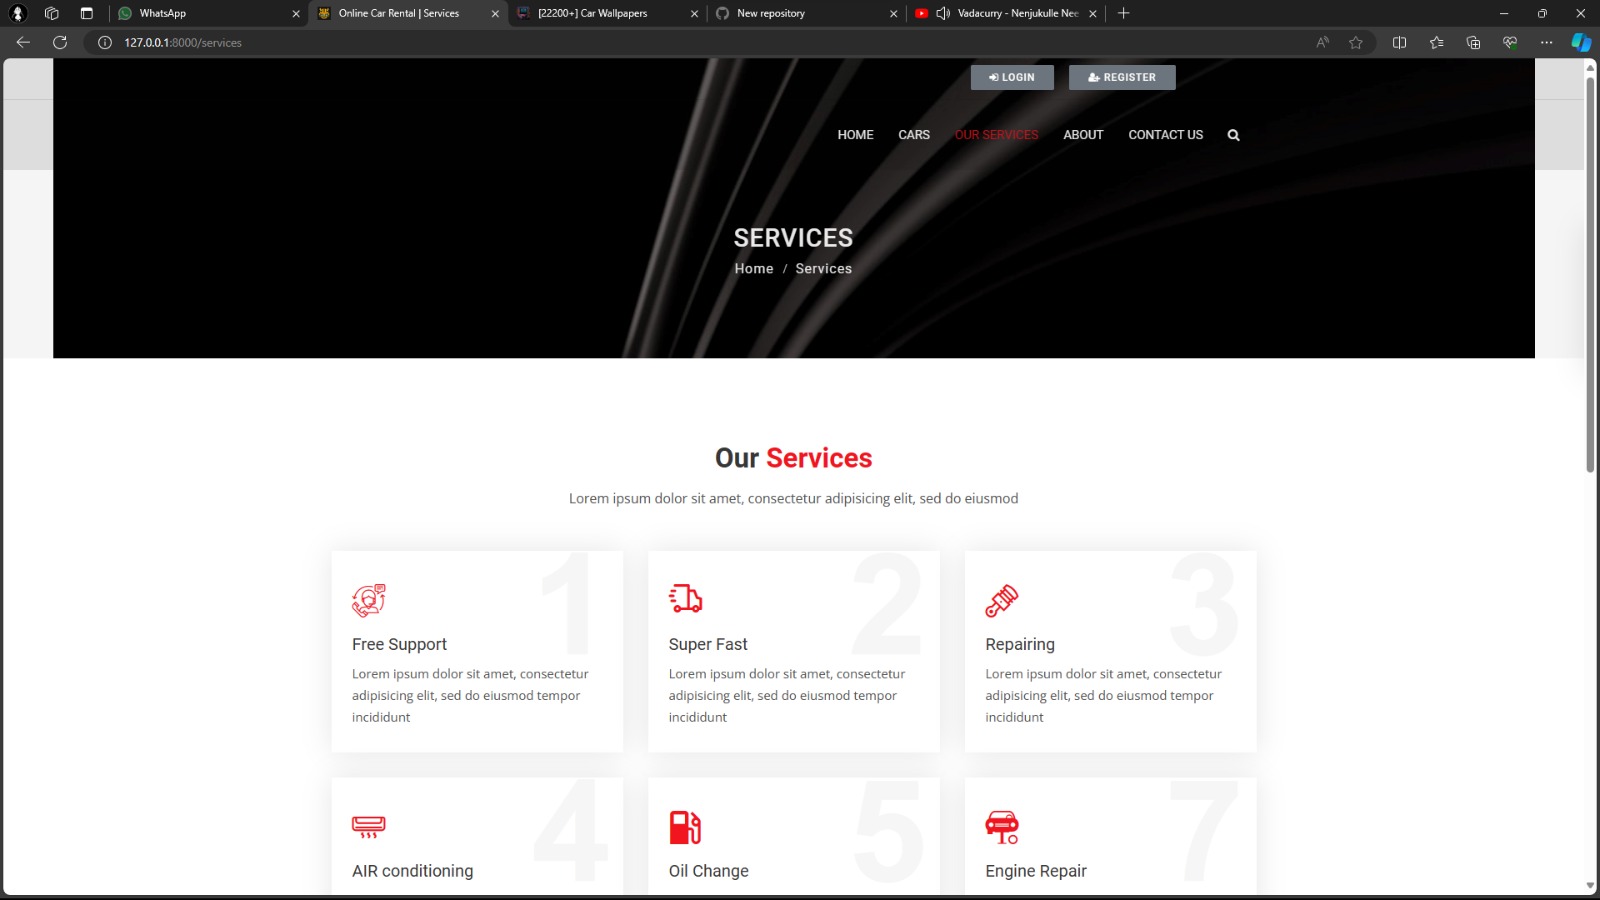 WhatsApp
Online Car Rental | Services
[22200+] Car Wallpapers
New repository
Vadacurry - Nenjukulle Nee
127.0.0.1:8000/services
LOGIN
REGISTER
HOME
CARS
OUR SERVICES
ABOUT
CONTACT US
SERVICES
Home / Services
Our Services
Lorem ipsum dolor sit amet, consectetur adipisicing elit, sed do eiusmod
1
Free Support
Lorem ipsum dolor sit amet, consectetur
adipisicing elit, sed do eiusmod tempor
incididunt
2
Super Fast
Lorem ipsum dolor sit amet, consectetur
adipisicing elit, sed do eiusmod tempor
incididunt
3
Repairing
Lorem ipsum dolor sit amet, consectetur
adipisicing elit, sed do eiusmod tempor
incididunt
4
AIR conditioning
5
Oil Change
7
Engine Repair